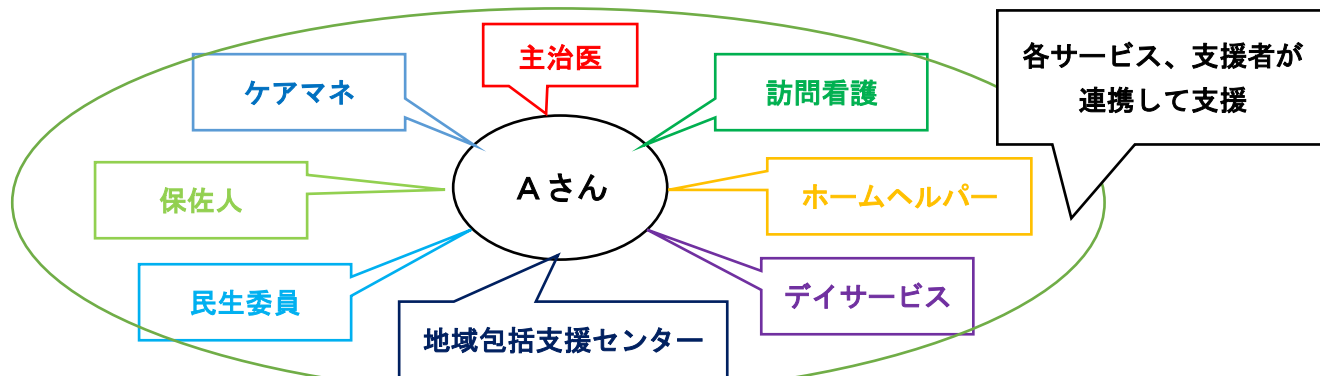 主治医
各サービス、支援者が
連携して支援
ケアマネ
訪問看護
Aさん
保佐人
ホームヘルパー
民生委員
デイサービス
地域包括支援センター